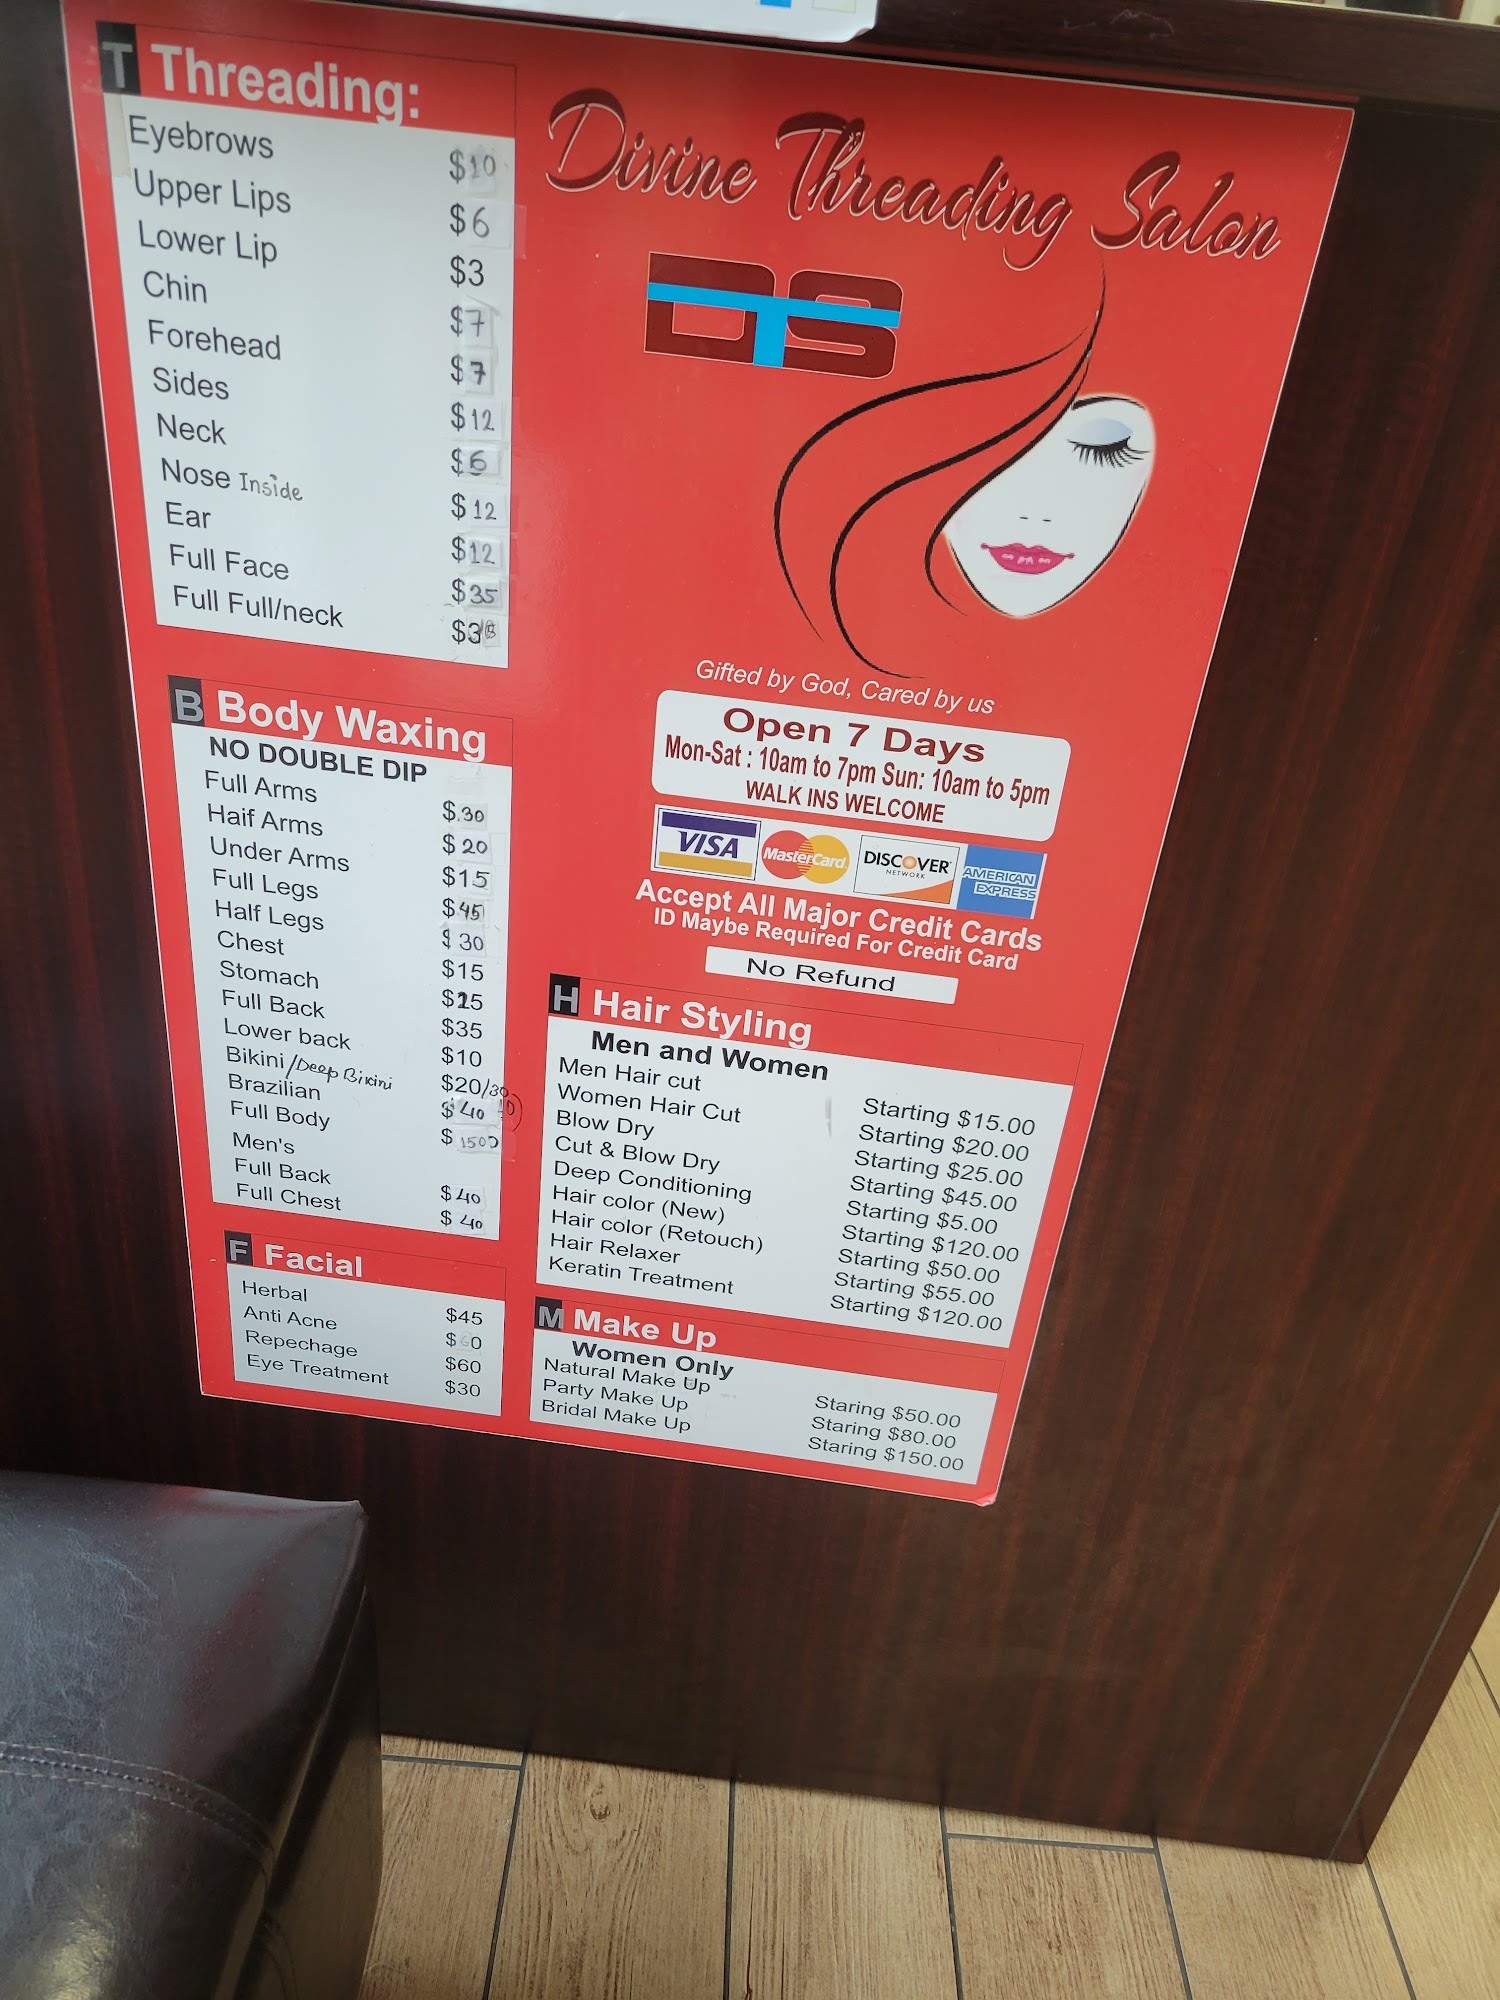 T Threading:
Eyebrows $10
Upper Lips $6
Lower Lip $3
Chin $7
Forehead $7
Sides $12
Neck $6
Nose Inside $12
Ear $12
Full Face $35
Full Full/neck
B Body Waxing
NO DOUBLE DIP
Full Arms $30
Haif Arms $20
Under Arms $15
Full Legs $45
Half Legs $30
Chest $15
Stomach $25
Full Back $35
Lower back $10
Bikini/Deep Bikini $20/30
Brazilian $40
Full Body $150
Men's
Full Back $40
Full Chest $40
F Facial
Herbal $45
Anti Acne $60
Repechage $60
Eye Treatment $30
Divine Threading Salon
DTS
Gifted by God, Cared by us
Open 7 Days
Mon-Sat : 10am to 7pm Sun: 10am to 5pm
WALK INS WELCOME
VISA MasterCard DISCOVER NETWORK AMERICAN EXPRESS
Accept All Major Credit Cards
ID Maybe Required For Credit Card
No Refund
H Hair Styling
Men and Women
Men Hair cut Starting $15.00
Women Hair Cut Starting $20.00
Blow Dry Starting $25.00
Cut & Blow Dry Starting $45.00
Deep Conditioning Starting $5.00
Hair color (New) Starting $120.00
Hair color (Retouch) Starting $50.00
Hair Relaxer Starting $55.00
Keratin Treatment Starting $120.00
M Make Up
Women Only
Natural Make Up Staring $50.00
Party Make Up Staring $80.00
Bridal Make Up Staring $150.00